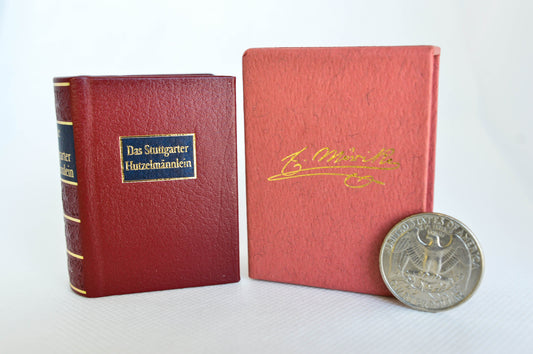 Das Stuttgarter
Hutzelmännlein
E. Mörike
UNITED STATES OF AMERICA